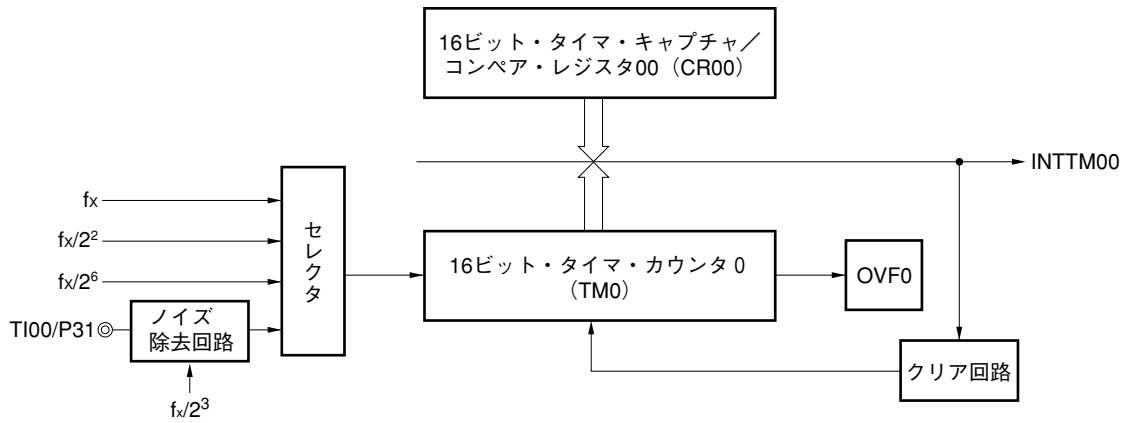 16ビット・タイマ・キャプチャ／
コンペア・レジスタ00（CR00）
INTTM00
fx
fx/2²
fx/2⁶
TI00/P31
ノイズ
除去回路
fx/2³
セレクタ
16ビット・タイマ・カウンタ0
（TM0）
OVF0
クリア回路